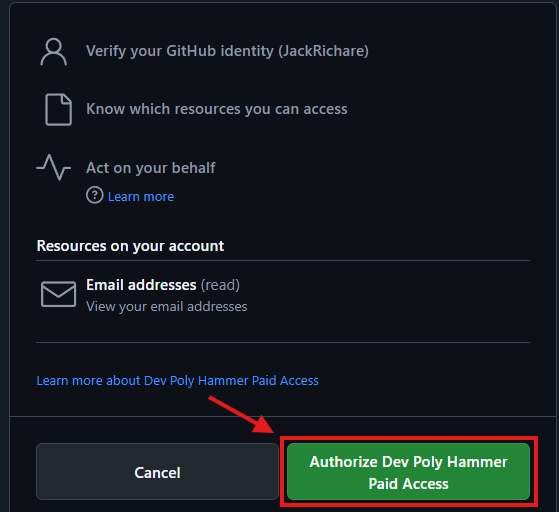 Verify your GitHub identity (JackRichare)
Know which resources you can access
Act on your behalf
Learn more
Resources on your account
Email addresses (read)
View your email addresses
Learn more about Dev Poly Hammer Paid Access
Cancel
Authorize Dev Poly Hammer
Paid Access